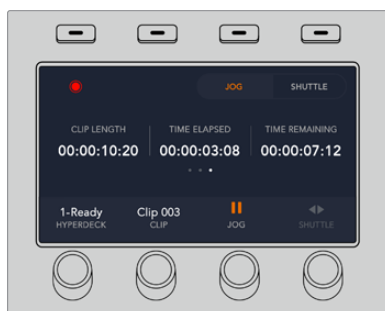 JOG SHUTTLE
CLIP LENGTH TIME ELAPSED TIME REMAINING
00:00:10:20 00:00:03:08 00:00:07:12
1-Ready Clip 003
HYPERDECK CLIP JOG SHUTTLE